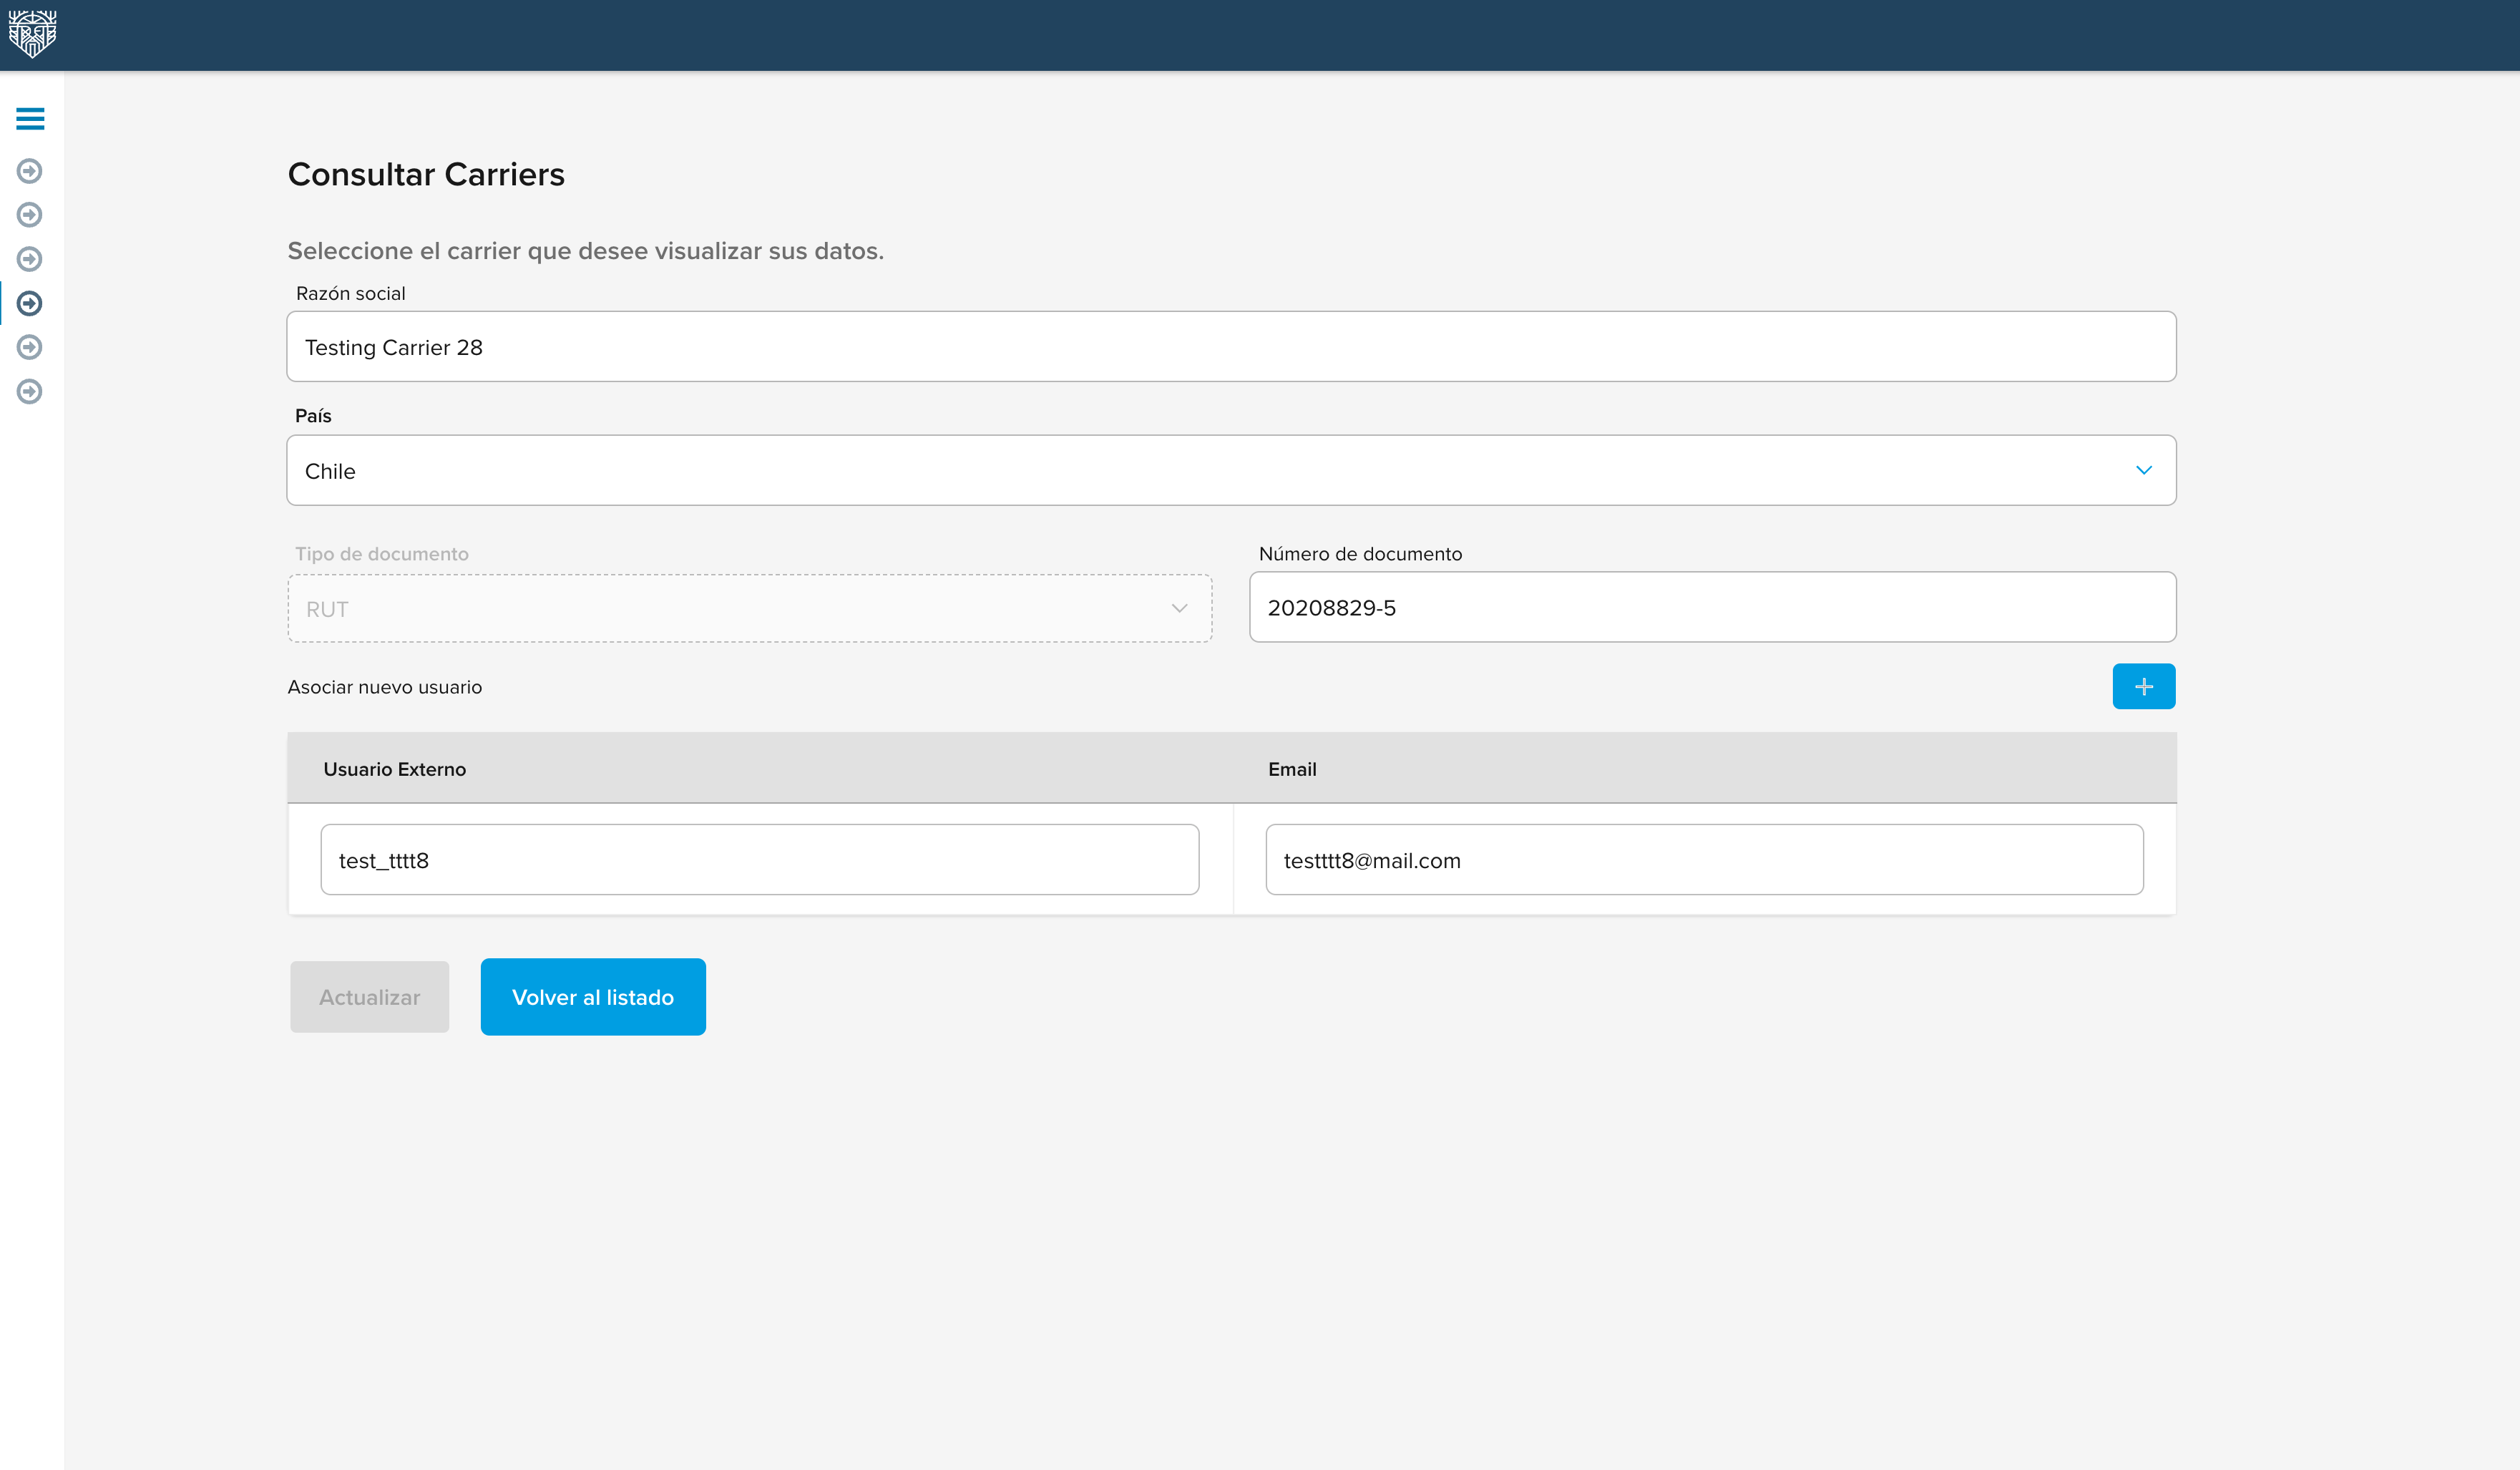 Consultar Carriers
Seleccione el carrier que desee visualizar sus datos.
Razón social
Testing Carrier 28
País
Chile
Tipo de documento
Número de documento
RUT
20208829-5
Asociar nuevo usuario
Usuario Externo
Email
test_tttt8
testttt8@mail.com
Actualizar
Volver al listado